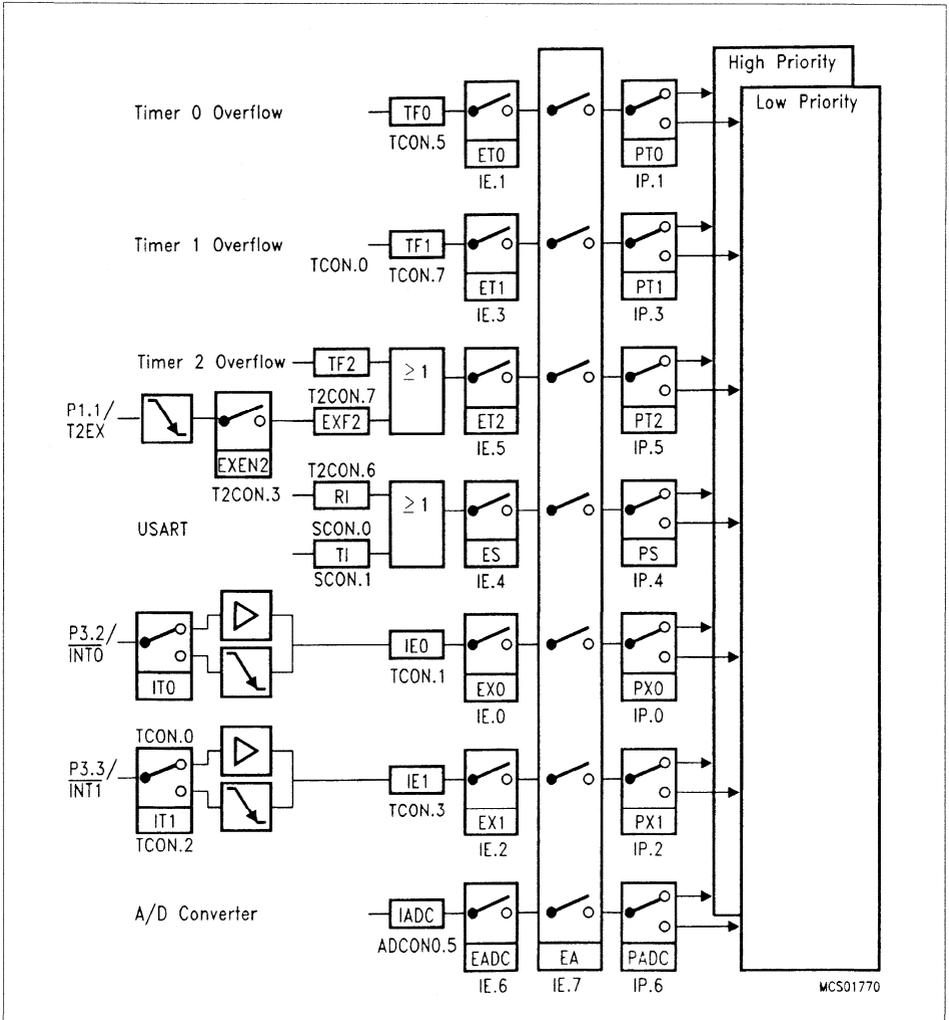 High Priority
Low Priority
Timer 0 Overflow
TF0
TCON.5
ET0
IE.1
PT0
IP.1
Timer 1 Overflow
TCON.0
TF1
TCON.7
ET1
IE.3
PT1
IP.3
Timer 2 Overflow
TF2
T2CON.7
≥1
P1.1/
T2EX
EXEN2
T2CON.3
EXF2
T2CON.6
ET2
IE.5
PT2
IP.5
USART
RI
SCON.0
≥1
TI
SCON.1
ES
IE.4
PS
IP.4
P3.2/
INT0
IT0
TCON.0
IE0
TCON.1
EX0
IE.0
PX0
IP.0
P3.3/
INT1
IT1
TCON.2
IE1
TCON.3
EX1
IE.2
PX1
IP.2
A/D Converter
IADC
ADCON0.5
EADC
IE.6
EA
IE.7
PADC
IP.6
MCS01770